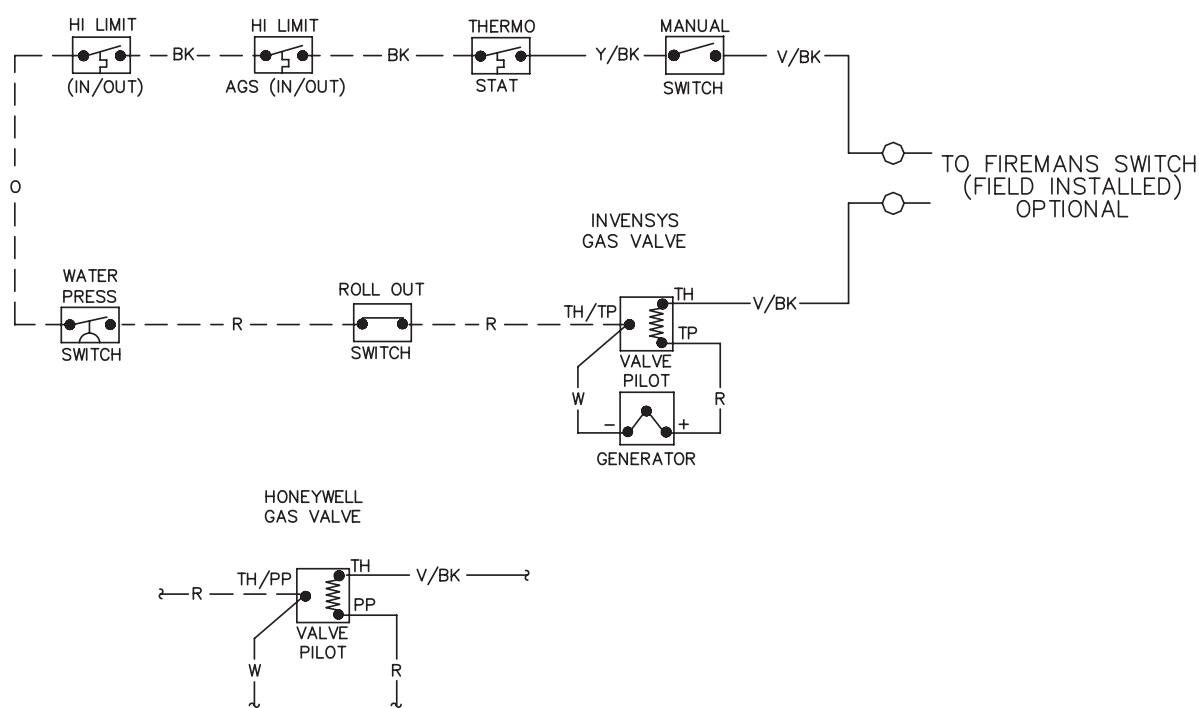 HI LIMIT
HI LIMIT
THERMO
MANUAL
BK
BK
Y/BK
V/BK
(IN/OUT)
AGS (IN/OUT)
STAT
SWITCH
TO FIREMANS SWITCH
(FIELD INSTALLED)
OPTIONAL
O
INVENSYS
GAS VALVE
WATER
PRESS
ROLL OUT
TH/TP
TH
V/BK
R
R
TP
SWITCH
SWITCH
VALVE
PILOT
W
R
-
+
GENERATOR
HONEYWELL
GAS VALVE
TH/PP
TH
V/BK
R
PP
VALVE
PILOT
W
R